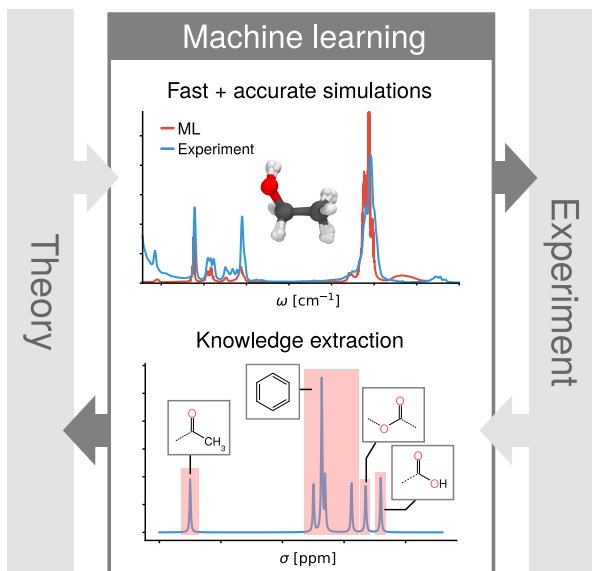 Machine learning
Fast + accurate simulations
ML
Experiment
ω [cm⁻¹]
Theory
Experiment
Knowledge extraction
O
CH₃
O
O
O
OH
σ [ppm]